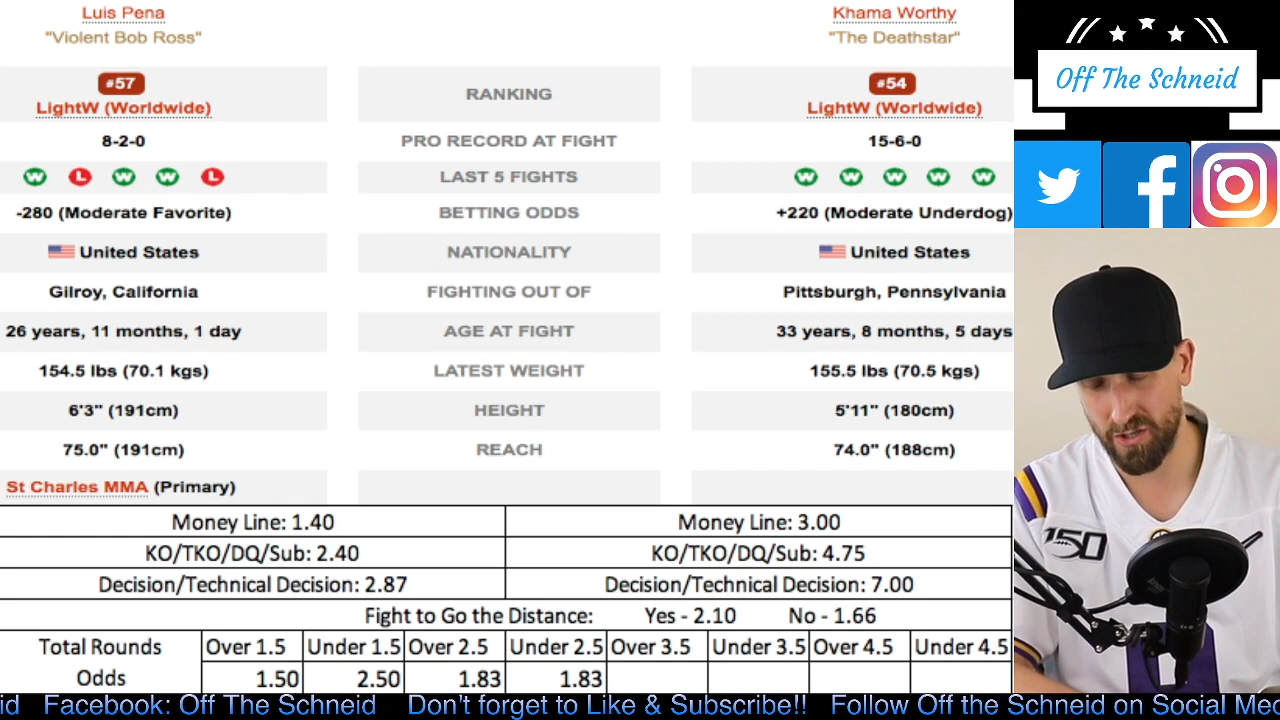 Luis Pena
Khama Worthy
"Violent Bob Ross"
"The Deathstar"
#57
#54
LightW (Worldwide)
RANKING
LightW (Worldwide)
8-2-0
PRO RECORD AT FIGHT
15-6-0
W L W W L
LAST 5 FIGHTS
W W W W W
-280 (Moderate Favorite)
BETTING ODDS
+220 (Moderate Underdog)
United States
NATIONALITY
United States
Gilroy, California
FIGHTING OUT OF
Pittsburgh, Pennsylvania
26 years, 11 months, 1 day
AGE AT FIGHT
33 years, 8 months, 5 days
154.5 lbs (70.1 kgs)
LATEST WEIGHT
155.5 lbs (70.5 kgs)
6'3" (191cm)
HEIGHT
5'11" (180cm)
75.0" (191cm)
REACH
74.0" (188cm)
St Charles MMA (Primary)
Money Line: 1.40
Money Line: 3.00
KO/TKO/DQ/Sub: 2.40
KO/TKO/DQ/Sub: 4.75
Decision/Technical Decision: 2.87
Decision/Technical Decision: 7.00
Fight to Go the Distance: Yes - 2.10 No - 1.66
Total Rounds Over 1.5 Under 1.5 Over 2.5 Under 2.5 Over 3.5 Under 3.5 Over 4.5 Under 4.5
Odds 1.50 2.50 1.83 1.83
Off The Schneid
150
id Facebook: Off The Schneid Don't forget to Like & Subscribe!! Follow Off the Schneid on Social Med